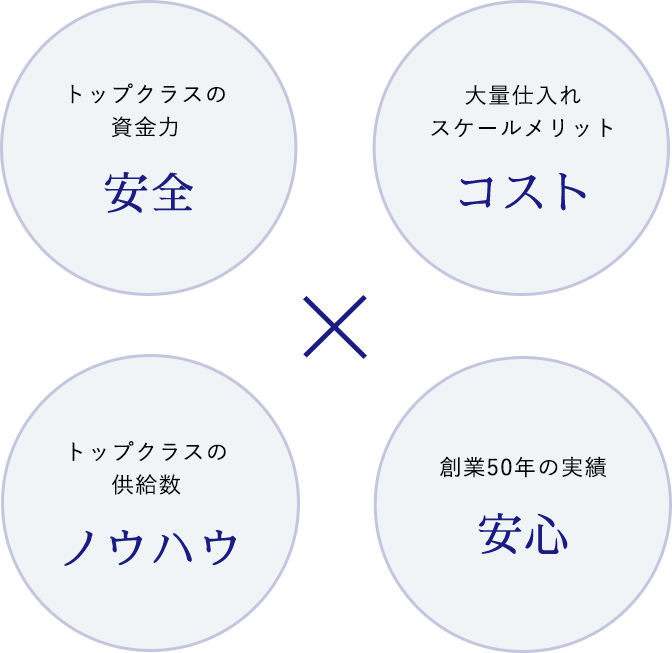 トップクラスの
資金力
安全
大量仕入れ
スケールメリット
コスト
×
トップクラスの
供給数
ノウハウ
創業50年の実績
安心